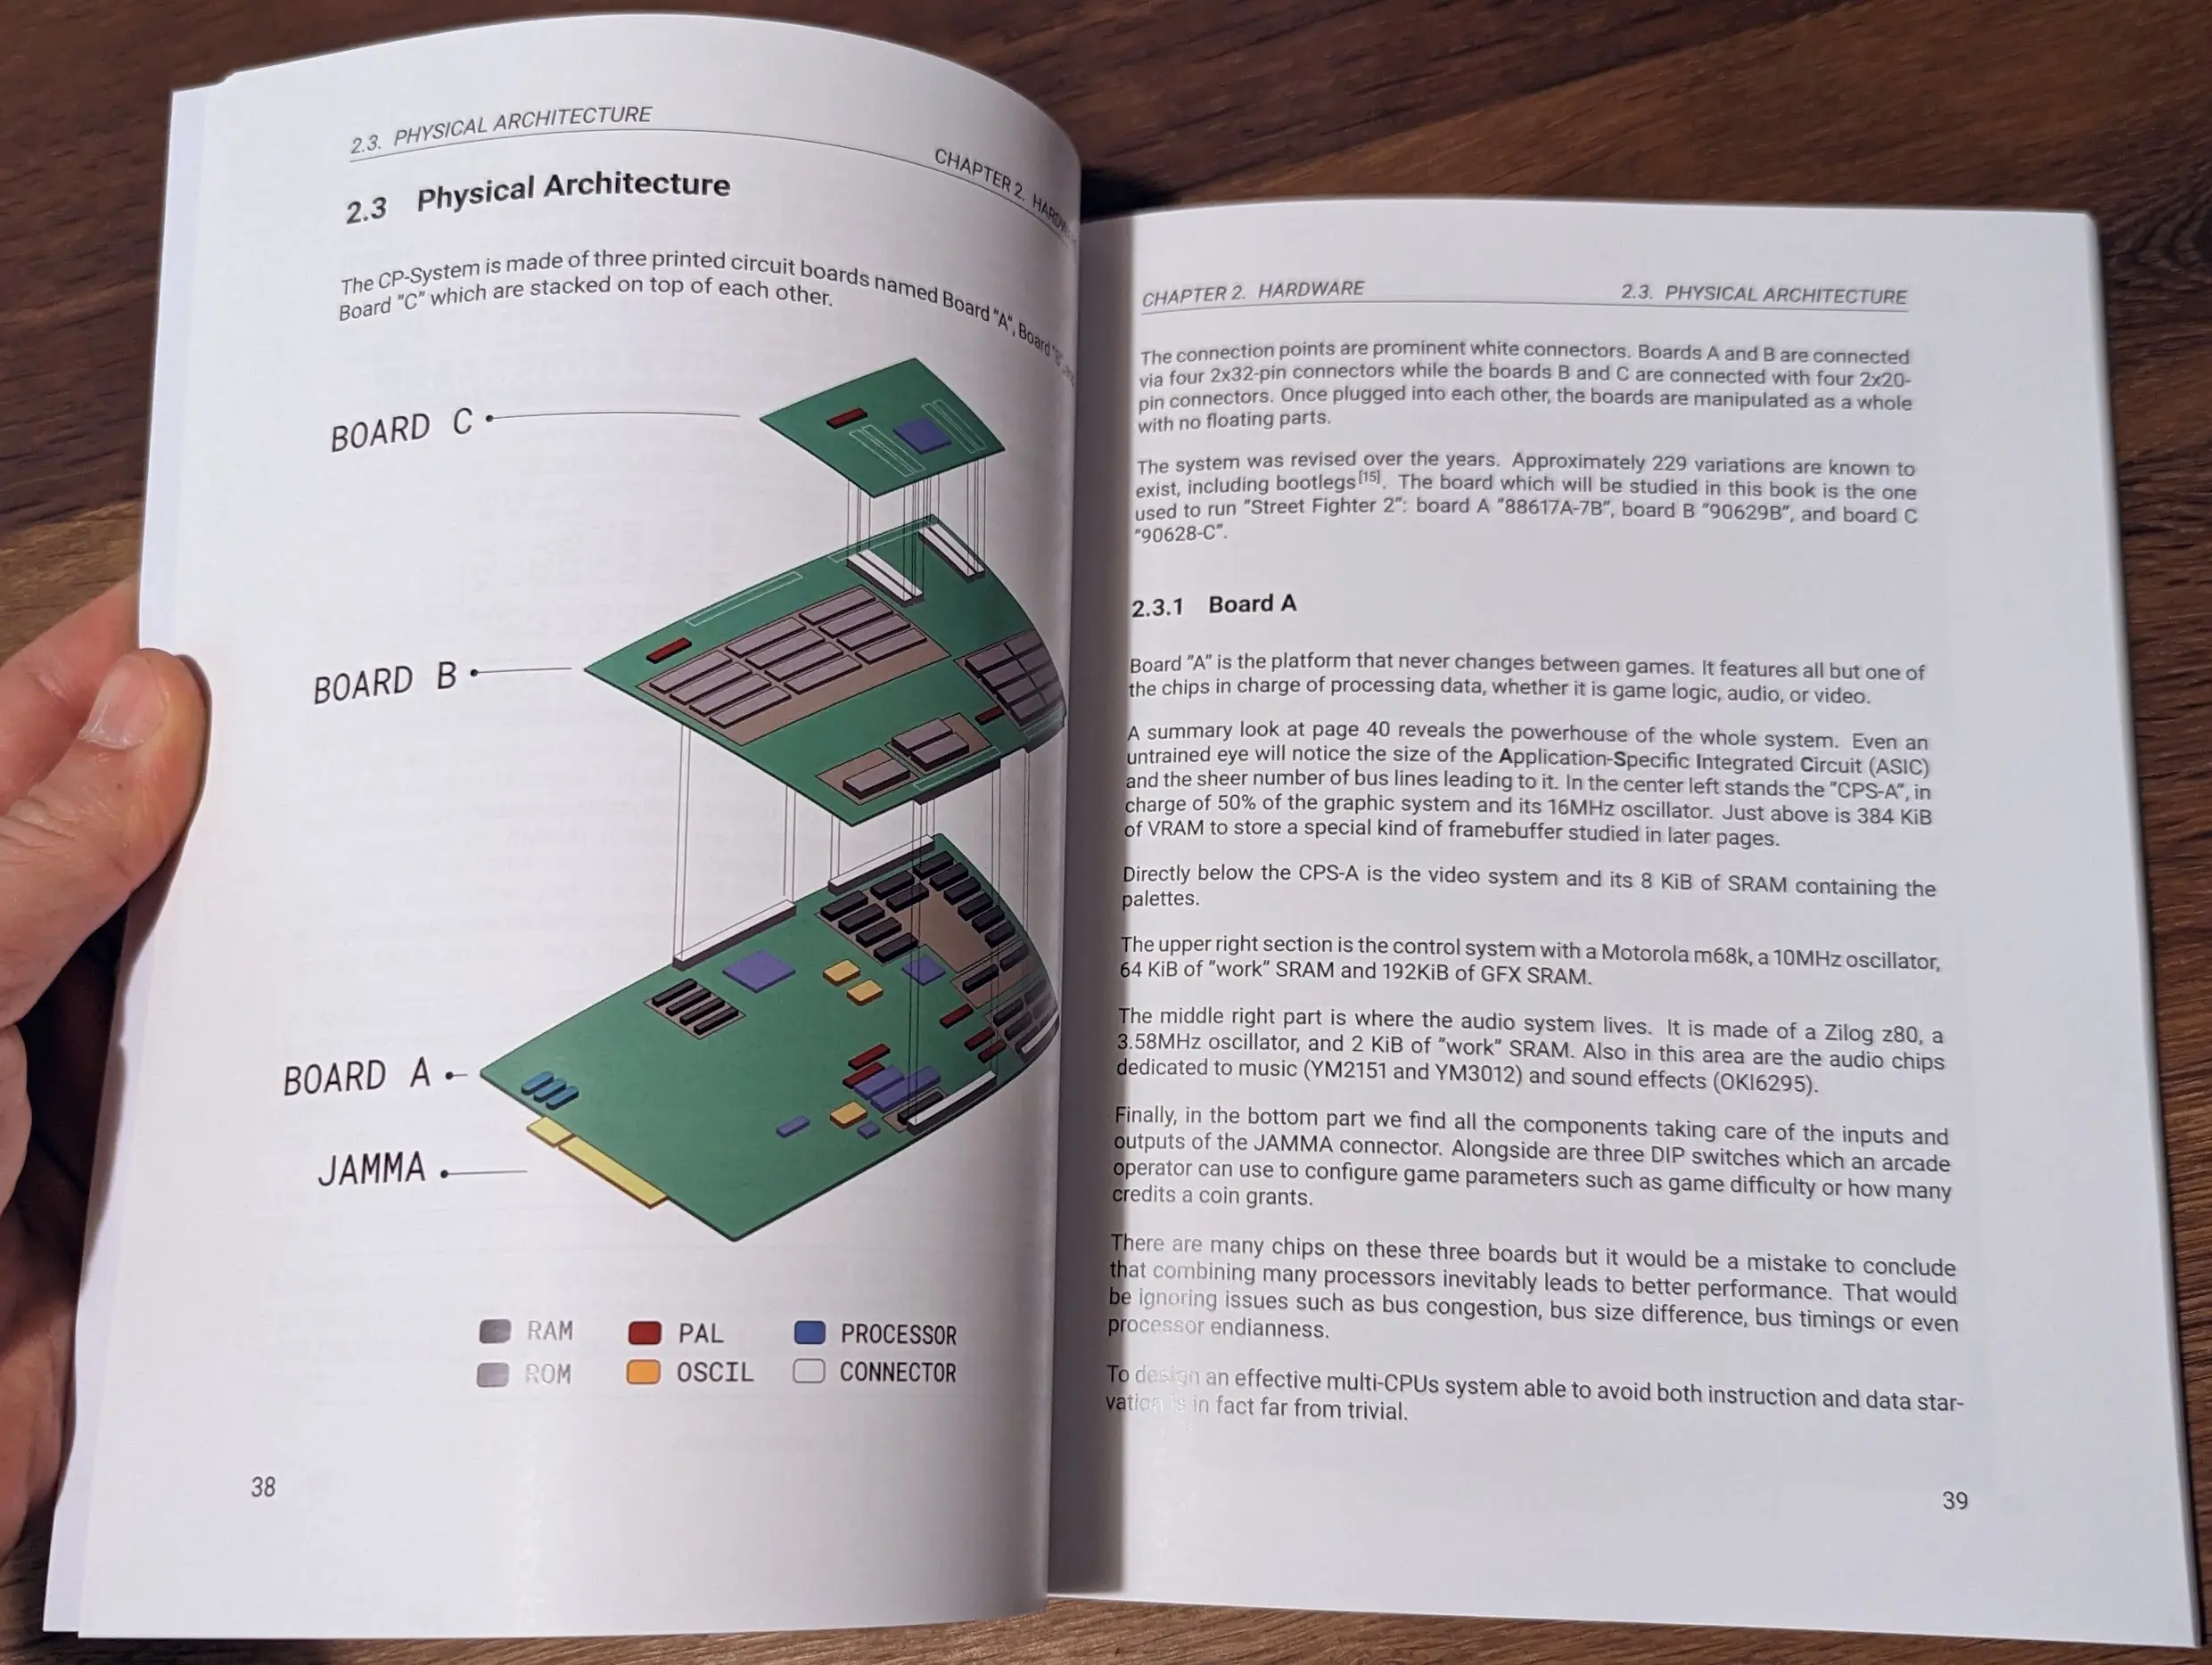 2.3. PHYSICAL ARCHITECTURE
CHAPTER 2. HARDW
2.3 Physical Architecture
The CP-System is made of three printed circuit boards named Board "A", Board "B",
Board "C" which are stacked on top of each other.
BOARD C
BOARD B
BOARD A
JAMMA
RAM PAL PROCESSOR
ROM OSCIL CONNECTOR
38
CHAPTER 2. HARDWARE 2.3. PHYSICAL ARCHITECTURE
The connection points are prominent white connectors. Boards A and B are connected
via four 2x32-pin connectors while the boards B and C are connected with four 2x20-
pin connectors. Once plugged into each other, the boards are manipulated as a whole
with no floating parts.
The system was revised over the years. Approximately 229 variations are known to
exist, including bootlegs[15]. The board which will be studied in this book is the one
used to run "Street Fighter 2": board A "88617A-7B", board B "90629B", and board C
"90628-C".
2.3.1 Board A
Board "A" is the platform that never changes between games. It features all but one of
the chips in charge of processing data, whether it is game logic, audio, or video.
A summary look at page 40 reveals the powerhouse of the whole system. Even an
untrained eye will notice the size of the Application-Specific Integrated Circuit (ASIC)
and the sheer number of bus lines leading to it. In the center left stands the "CPS-A", in
charge of 50% of the graphic system and its 16MHz oscillator. Just above is 384 KiB
of VRAM to store a special kind of framebuffer studied in later pages.
Directly below the CPS-A is the video system and its 8 KiB of SRAM containing the
palettes.
The upper right section is the control system with a Motorola m68k, a 10MHz oscillator,
64 KiB of "work" SRAM and 192KiB of GFX SRAM.
The middle right part is where the audio system lives. It is made of a Zilog z80, a
3.58MHz oscillator, and 2 KiB of "work" SRAM. Also in this area are the audio chips
dedicated to music (YM2151 and YM3012) and sound effects (OKI6295).
Finally, in the bottom part we find all the components taking care of the inputs and
outputs of the JAMMA connector. Alongside are three DIP switches which an arcade
operator can use to configure game parameters such as game difficulty or how many
credits a coin grants.
There are many chips on these three boards but it would be a mistake to conclude
that combining many processors inevitably leads to better performance. That would
be ignoring issues such as bus congestion, bus size difference, bus timings or even
processor endianness.
To design an effective multi-CPUs system able to avoid both instruction and data star-
vation is in fact far from trivial.
39